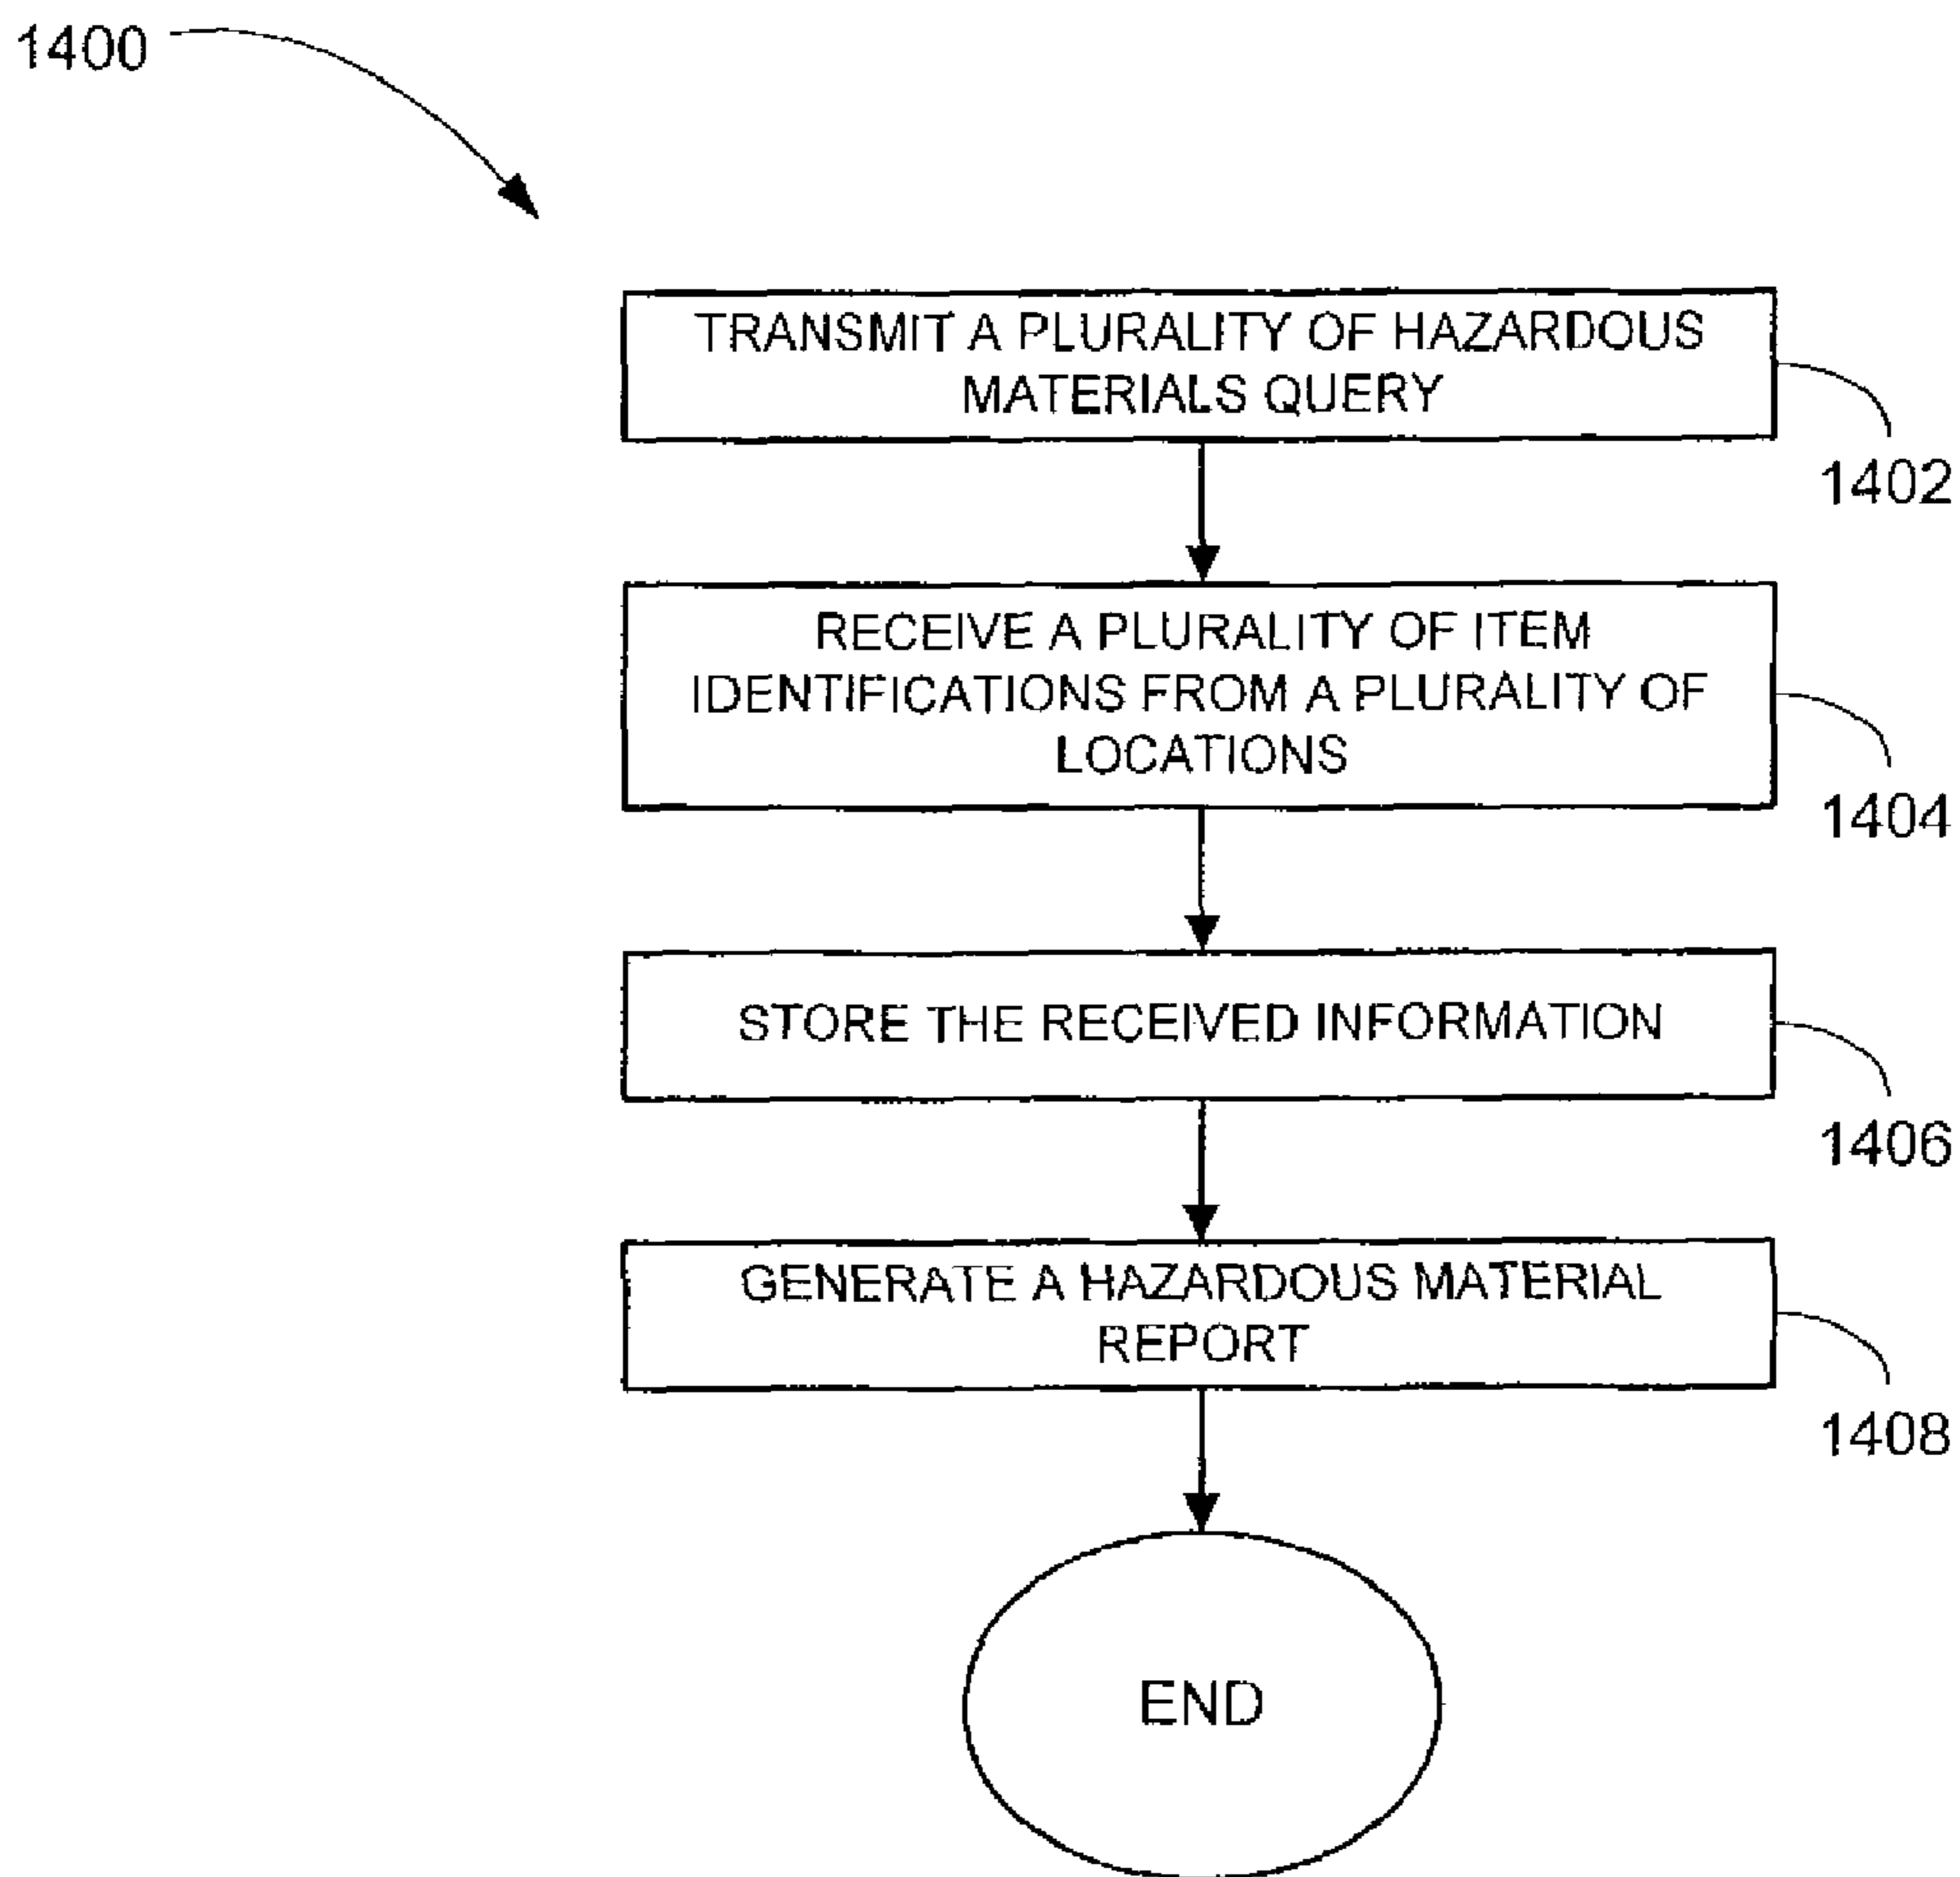 1400
TRANSMIT A PLURALITY OF HAZARDOUS
MATERIALS QUERY
1402
RECEIVE A PLURALITY OF ITEM
IDENTIFICATIONS FROM A PLURALITY OF
LOCATIONS
1404
STORE THE RECEIVED INFORMATION
1406
GENERATE A HAZARDOUS MATERIAL
REPORT
1408
END